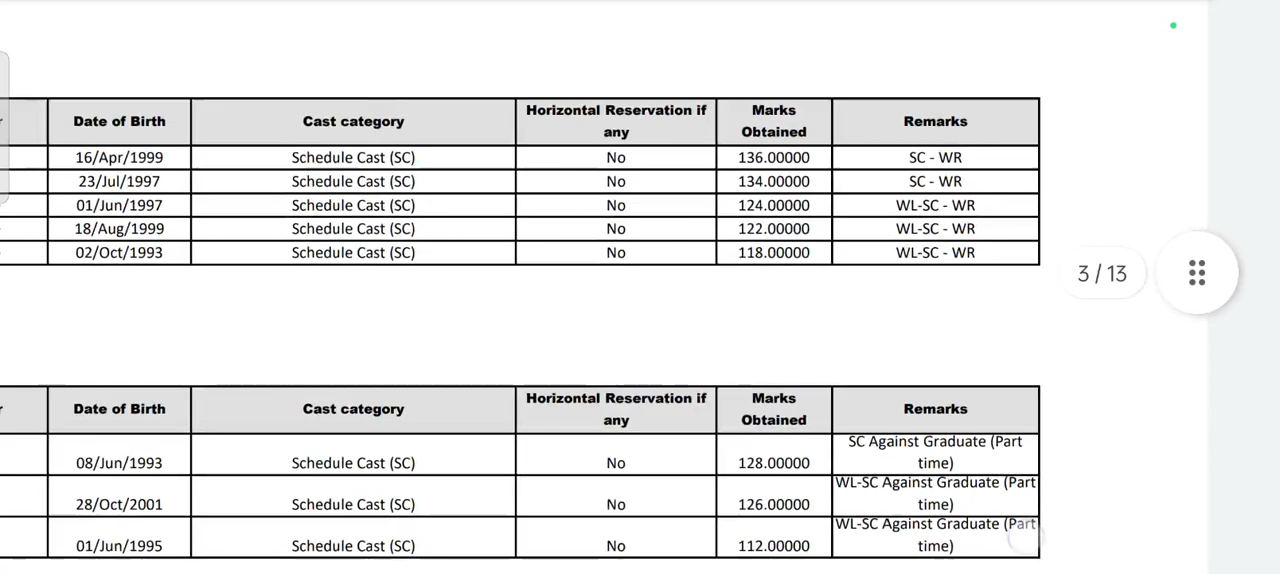 Date of Birth Cast category Horizontal Reservation if any Marks Obtained Remarks
16/Apr/1999 Schedule Cast (SC) No 136.00000 SC - WR
23/Jul/1997 Schedule Cast (SC) No 134.00000 SC - WR
01/Jun/1997 Schedule Cast (SC) No 124.00000 WL-SC - WR
18/Aug/1999 Schedule Cast (SC) No 122.00000 WL-SC - WR
02/Oct/1993 Schedule Cast (SC) No 118.00000 WL-SC - WR
3 / 13
Date of Birth Cast category Horizontal Reservation if any Marks Obtained Remarks
08/Jun/1993 Schedule Cast (SC) No 128.00000 SC Against Graduate (Part time)
28/Oct/2001 Schedule Cast (SC) No 126.00000 WL-SC Against Graduate (Part time)
01/Jun/1995 Schedule Cast (SC) No 112.00000 WL-SC Against Graduate (Part time)